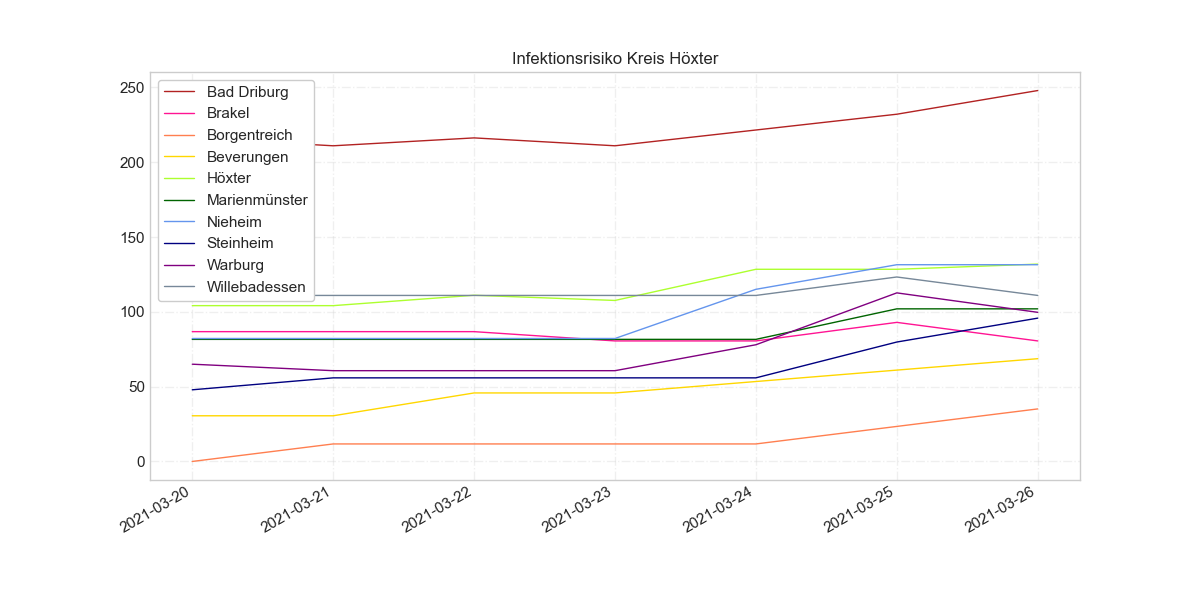 Infektionsrisiko Kreis Höxter
250
200
150
100
50
0
Bad Driburg
Brakel
Borgentreich
Beverungen
Höxter
Marienmünster
Nieheim
Steinheim
Warburg
Willebadessen
2021-03-20
2021-03-21
2021-03-22
2021-03-23
2021-03-24
2021-03-25
2021-03-26